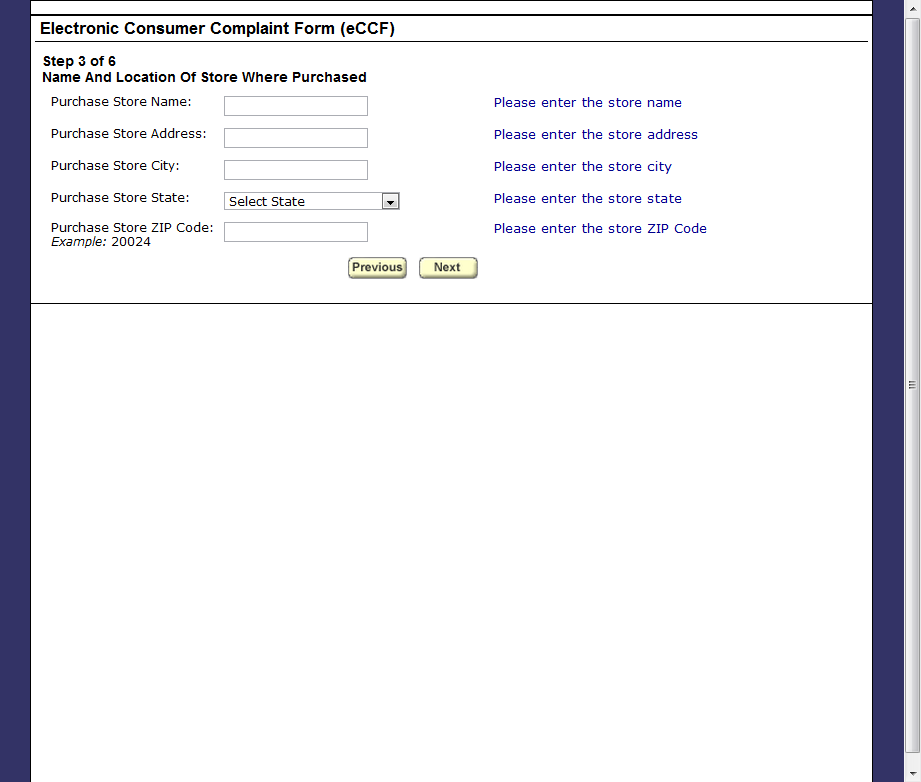 Electronic Consumer Complaint Form (eCCF)
Step 3 of 6
Name And Location Of Store Where Purchased
Purchase Store Name: Please enter the store name
Purchase Store Address: Please enter the store address
Purchase Store City: Please enter the store city
Purchase Store State: Select State Please enter the store state
Purchase Store ZIP Code: Please enter the store ZIP Code
Example: 20024
Previous Next